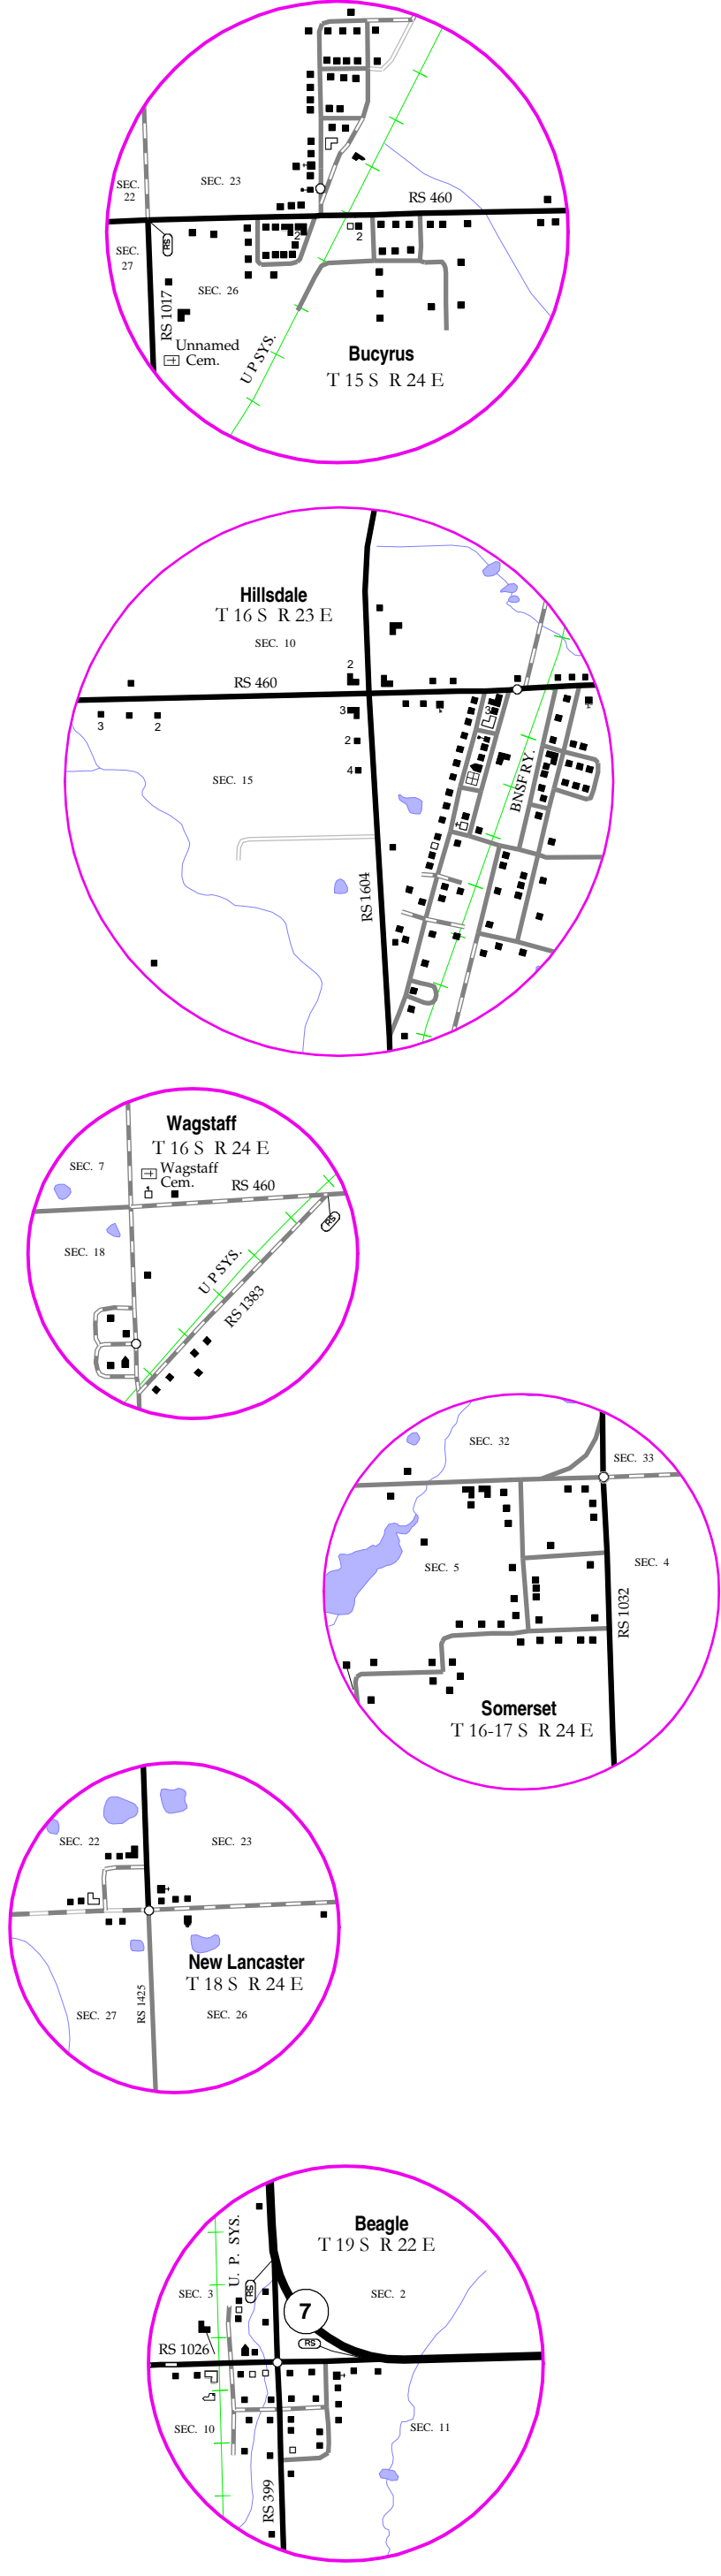 SEC. 23
SEC.
22
RS 460
RS
SEC.
27
2
2
SEC. 26
RS 1017
Unnamed
Cem.
U P SYS.
Bucyrus
T 15 S R 24 E
Hillsdale
T 16 S R 23 E
SEC. 10
2
RS 460
3
2
3
3
2
4
SEC. 15
BNSF RY.
RS 1604
Wagstaff
T 16 S R 24 E
SEC. 7
Wagstaff
Cem.
RS 460
RS
SEC. 18
U P SYS.
RS 1383
SEC. 32
SEC. 33
SEC. 5
SEC. 4
RS 1032
Somerset
T 16-17 S R 24 E
SEC. 22
SEC. 23
New Lancaster
T 18 S R 24 E
SEC. 27
RS 1425
SEC. 26
U. P. SYS.
Beagle
T 19 S R 22 E
SEC. 3
RS
SEC. 2
7
RS
RS 1026
SEC. 10
SEC. 11
RS 399